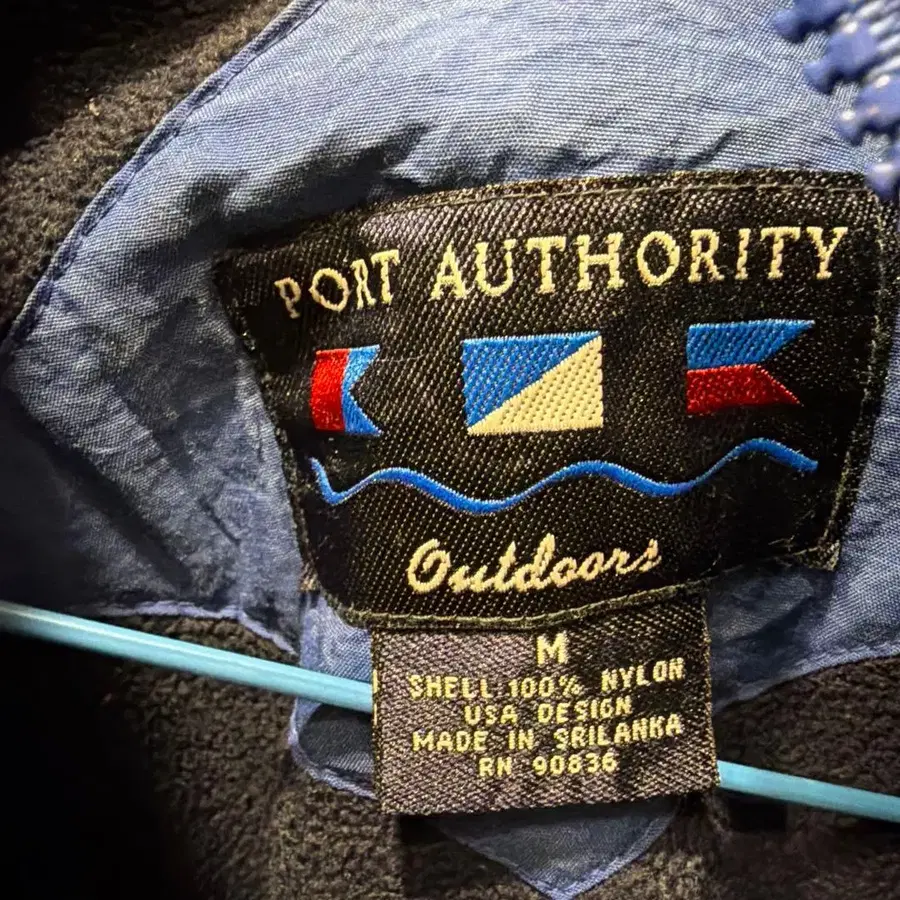 PORT AUTHORITY
Outdoors
M
SHELL 100% NYLON
USA DESIGN
MADE IN SRILANKA
RN 90836